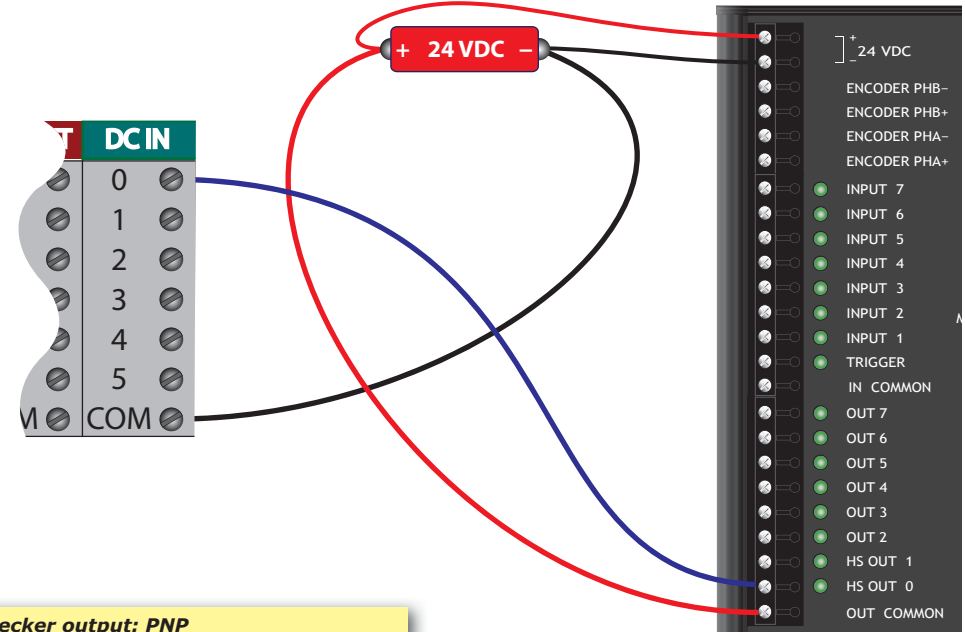 + 24 VDC −
T DC IN
0
1
2
3
4
5
M COM
+
24 VDC
−
ENCODER PHB−
ENCODER PHB+
ENCODER PHA−
ENCODER PHA+
INPUT 7
INPUT 6
INPUT 5
INPUT 4
INPUT 3
INPUT 2
M
INPUT 1
TRIGGER
IN COMMON
OUT 7
OUT 6
OUT 5
OUT 4
OUT 3
OUT 2
HS OUT 1
HS OUT 0
OUT COMMON
ecker output: PNP